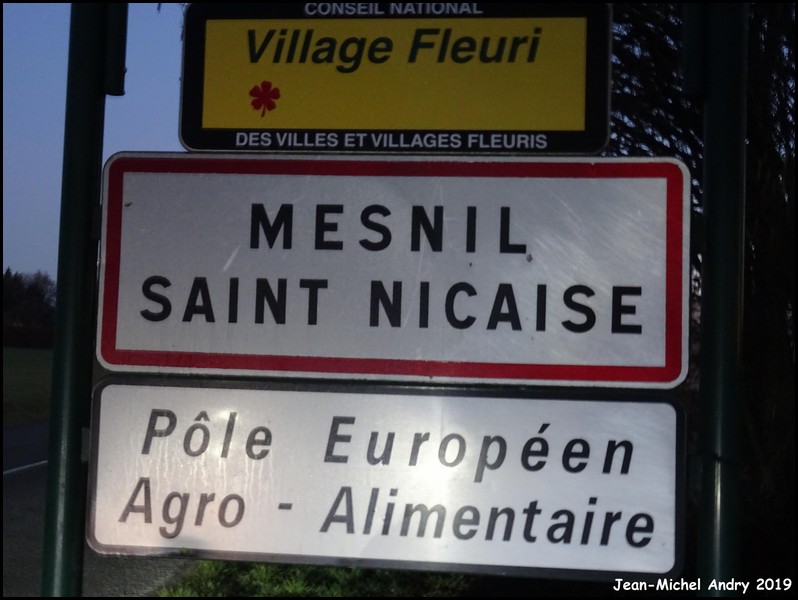 CONSEIL NATIONAL
Village Fleuri
DES VILLES ET VILLAGES FLEURIS
MESNIL
SAINT NICAISE
Pôle Européen
Agro - Alimentaire
Jean-Michel Andry 2019